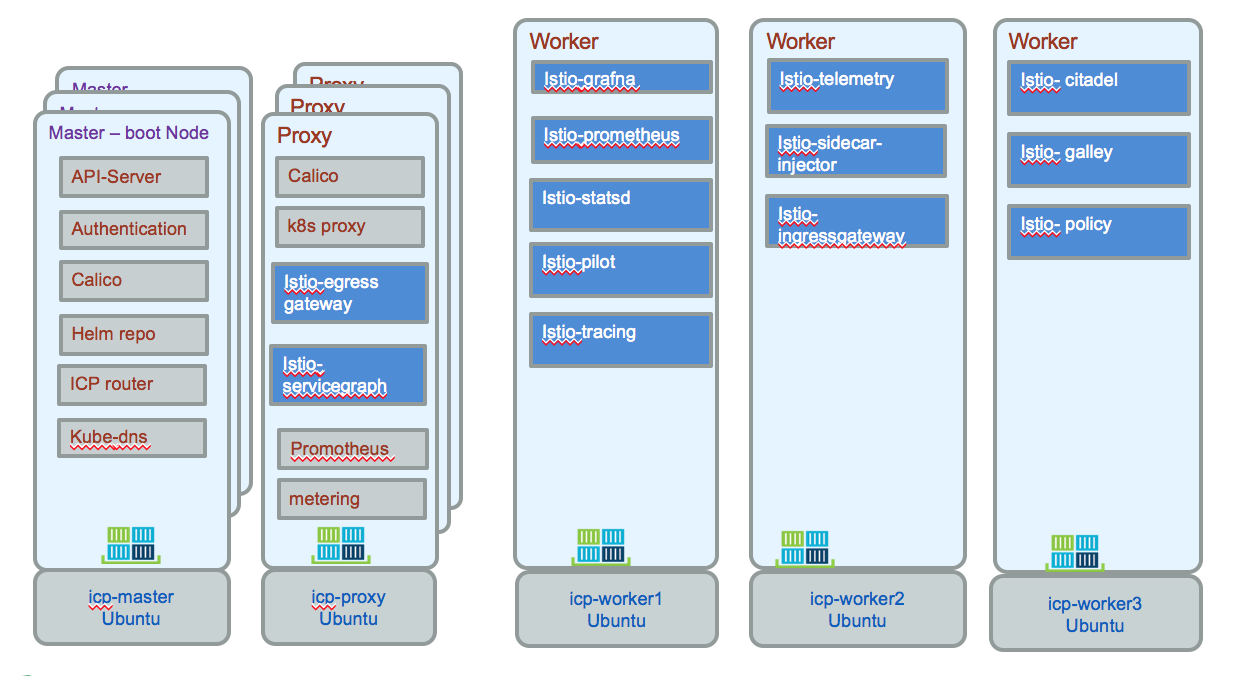 Master
Master
Master – boot Node
API-Server
Authentication
Calico
Helm repo
ICP router
Kube-dns
icp-master
Ubuntu
Proxy
Proxy
Proxy
Calico
k8s proxy
Istio-egress
gateway
Istio-
servicegraph
Promotheus
metering
icp-proxy
Ubuntu
Worker
Istio-grafna
Istio-prometheus
Istio-statsd
Istio-pilot
Istio-tracing
icp-worker1
Ubuntu
Worker
Istio-telemetry
Istio-sidecar-
injector
Istio-
ingressgateway
icp-worker2
Ubuntu
Worker
Istio- citadel
Istio- galley
Istio- policy
icp-worker3
Ubuntu